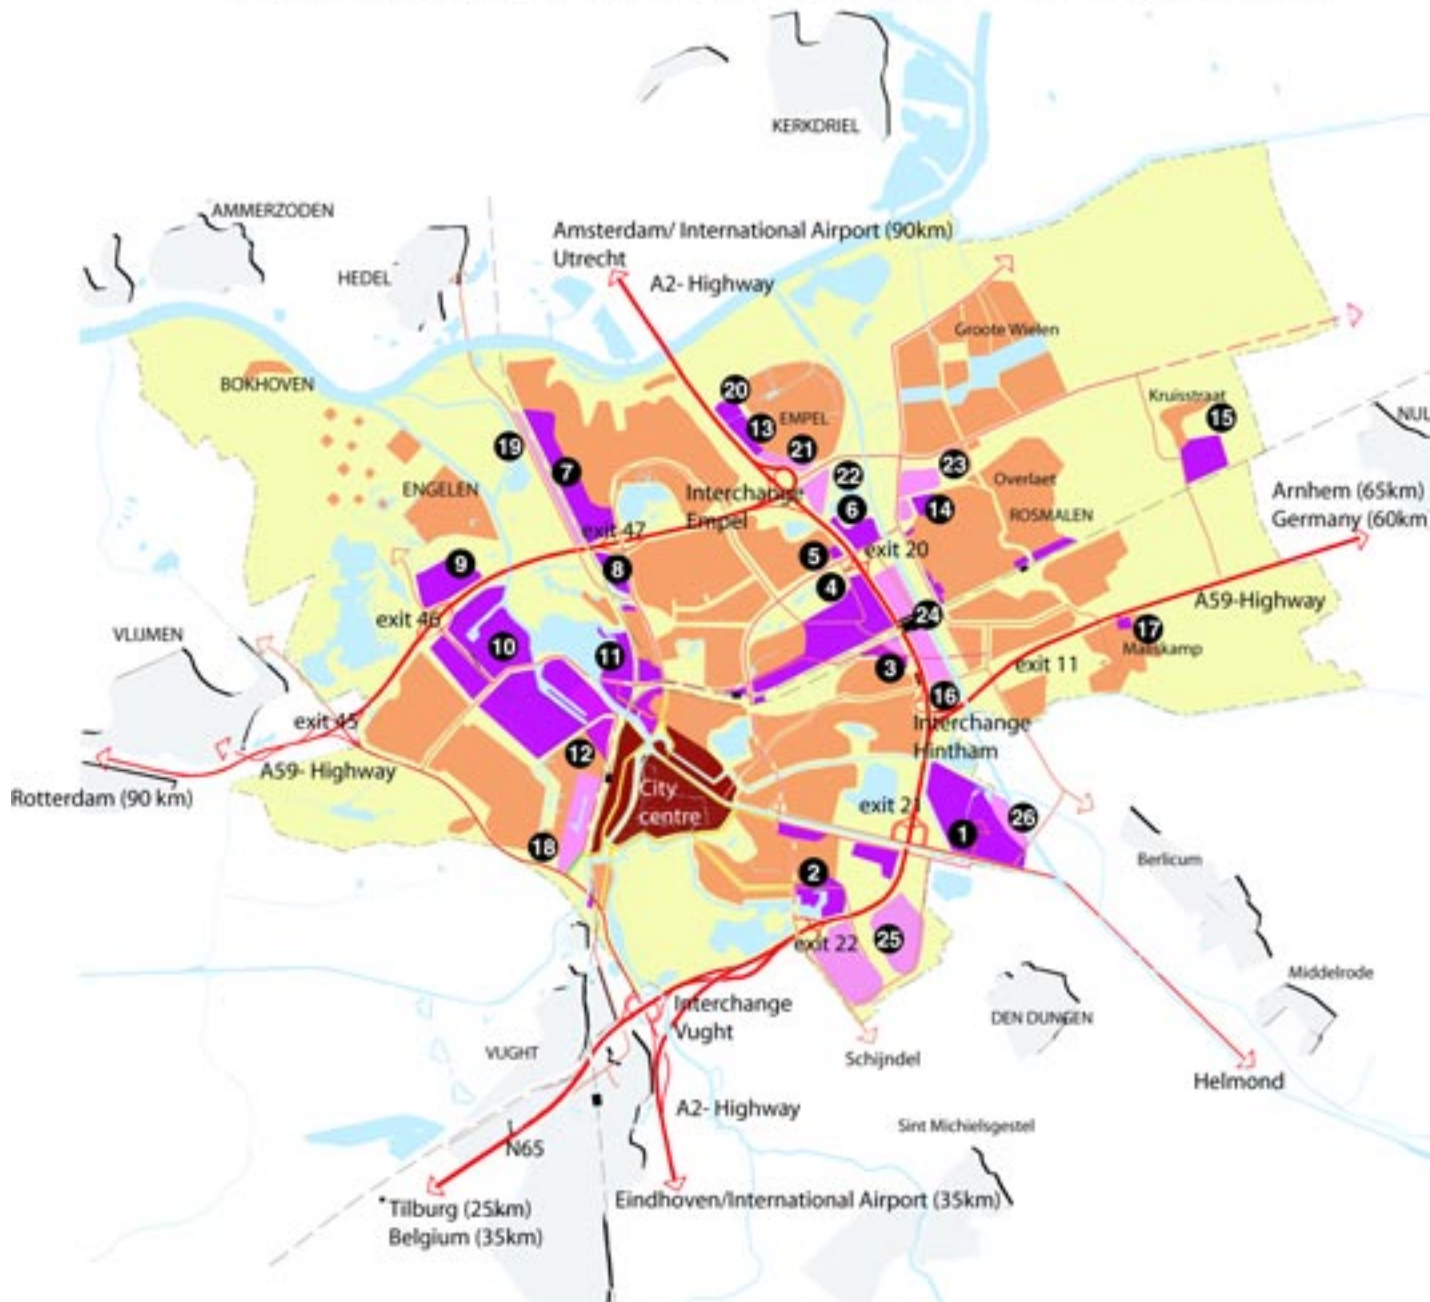 KERKDRIEL
AMMERZODEN
Amsterdam/ International Airport (90km)
Utrecht
HEDEL
A2- Highway
Groote Wielen
BOKHOVEN
20
Kruisstraat
15
13
EMPEL
NUL
19
21
7
22
23
Overlaet
ENGELEN
Interchange
Empel
Arnhem (65km)
Germany (60km
6
14
ROSMALEN
exit 47
5
exit 20
9
8
4
A59-Highway
exit 46
24
VLIJMEN
10
11
17
Maliskamp
3
exit 11
16
exit 45
Interchange
Hintham
12
A59- Highway
Rotterdam (90 km)
City
centre
exit 21
26
1
18
Berlicum
2
25
exit 22
Middelrode
Interchange
Vught
DEN DUNGEN
VUGHT
Schijndel
Helmond
A2- Highway
Sint Michielsgestel
N65
Tilburg (25km)
Belgium (35km)
Eindhoven/International Airport (35km)